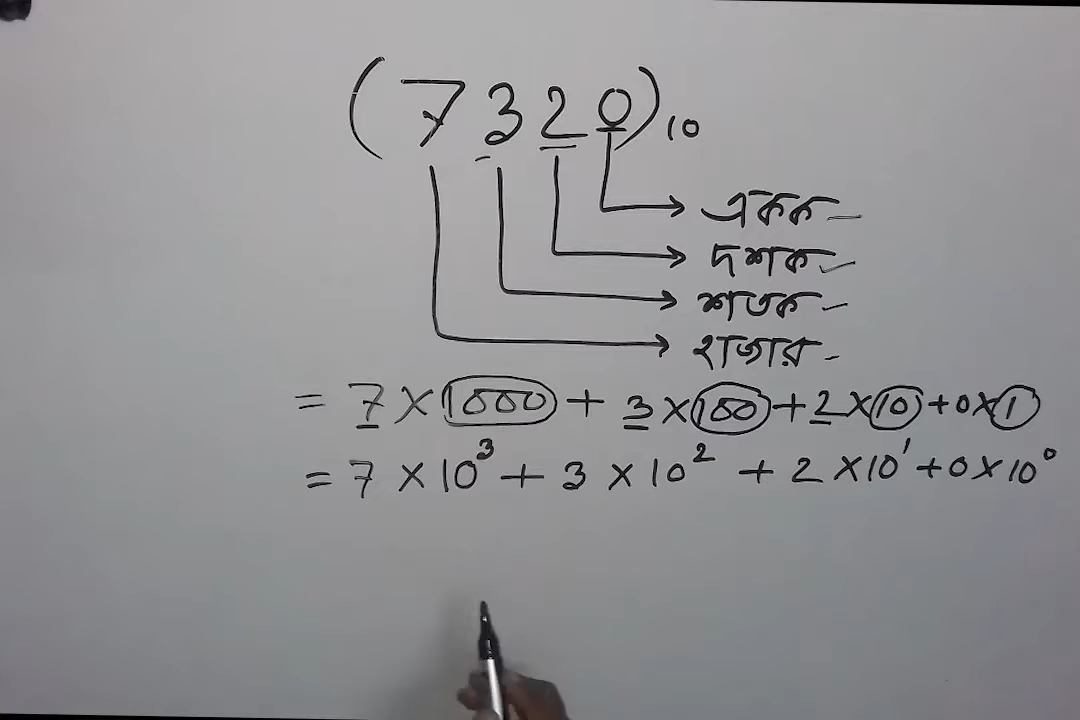 (7320)₁₀
একক
দশক
শতক
হাজার
= 7 × 1000 + 3 × 100 + 2 × 10 + 0 × 1
= 7 × 10³ + 3 × 10² + 2 × 10¹ + 0 × 10⁰